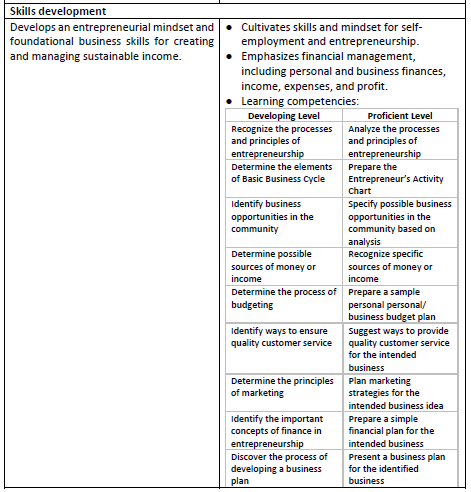 Skills development
Develops an entrepreneurial mindset and
foundational business skills for creating
and managing sustainable income.
● Cultivates skills and mindset for self-
employment and entrepreneurship.
● Emphasizes financial management,
including personal and business finances,
income, expenses, and profit.
● Learning competencies:
Developing Level
Proficient Level
Recognize the processes
and principles of
entrepreneurship
Analyze the processes
and principles of
entrepreneurship
Determine the elements
of Basic Business Cycle
Prepare the
Entrepreneur's Activity
Chart
Identify business
opportunities in the
community
Specify possible business
opportunities in the
community based on
analysis
Determine possible
sources of money or
income
Recognize specific
sources of money or
income
Determine the process of
budgeting
Prepare a sample
personal personal/
business budget plan
Identify ways to ensure
quality customer service
Suggest ways to provide
quality customer service
for the intended
business
Determine the principles
of marketing
Plan marketing
strategies for the
intended business idea
Identify the important
concepts of finance in
entrepreneurship
Prepare a simple
financial plan for the
intended business
Discover the process of
developing a business
plan
Present a business plan
for the identified
business